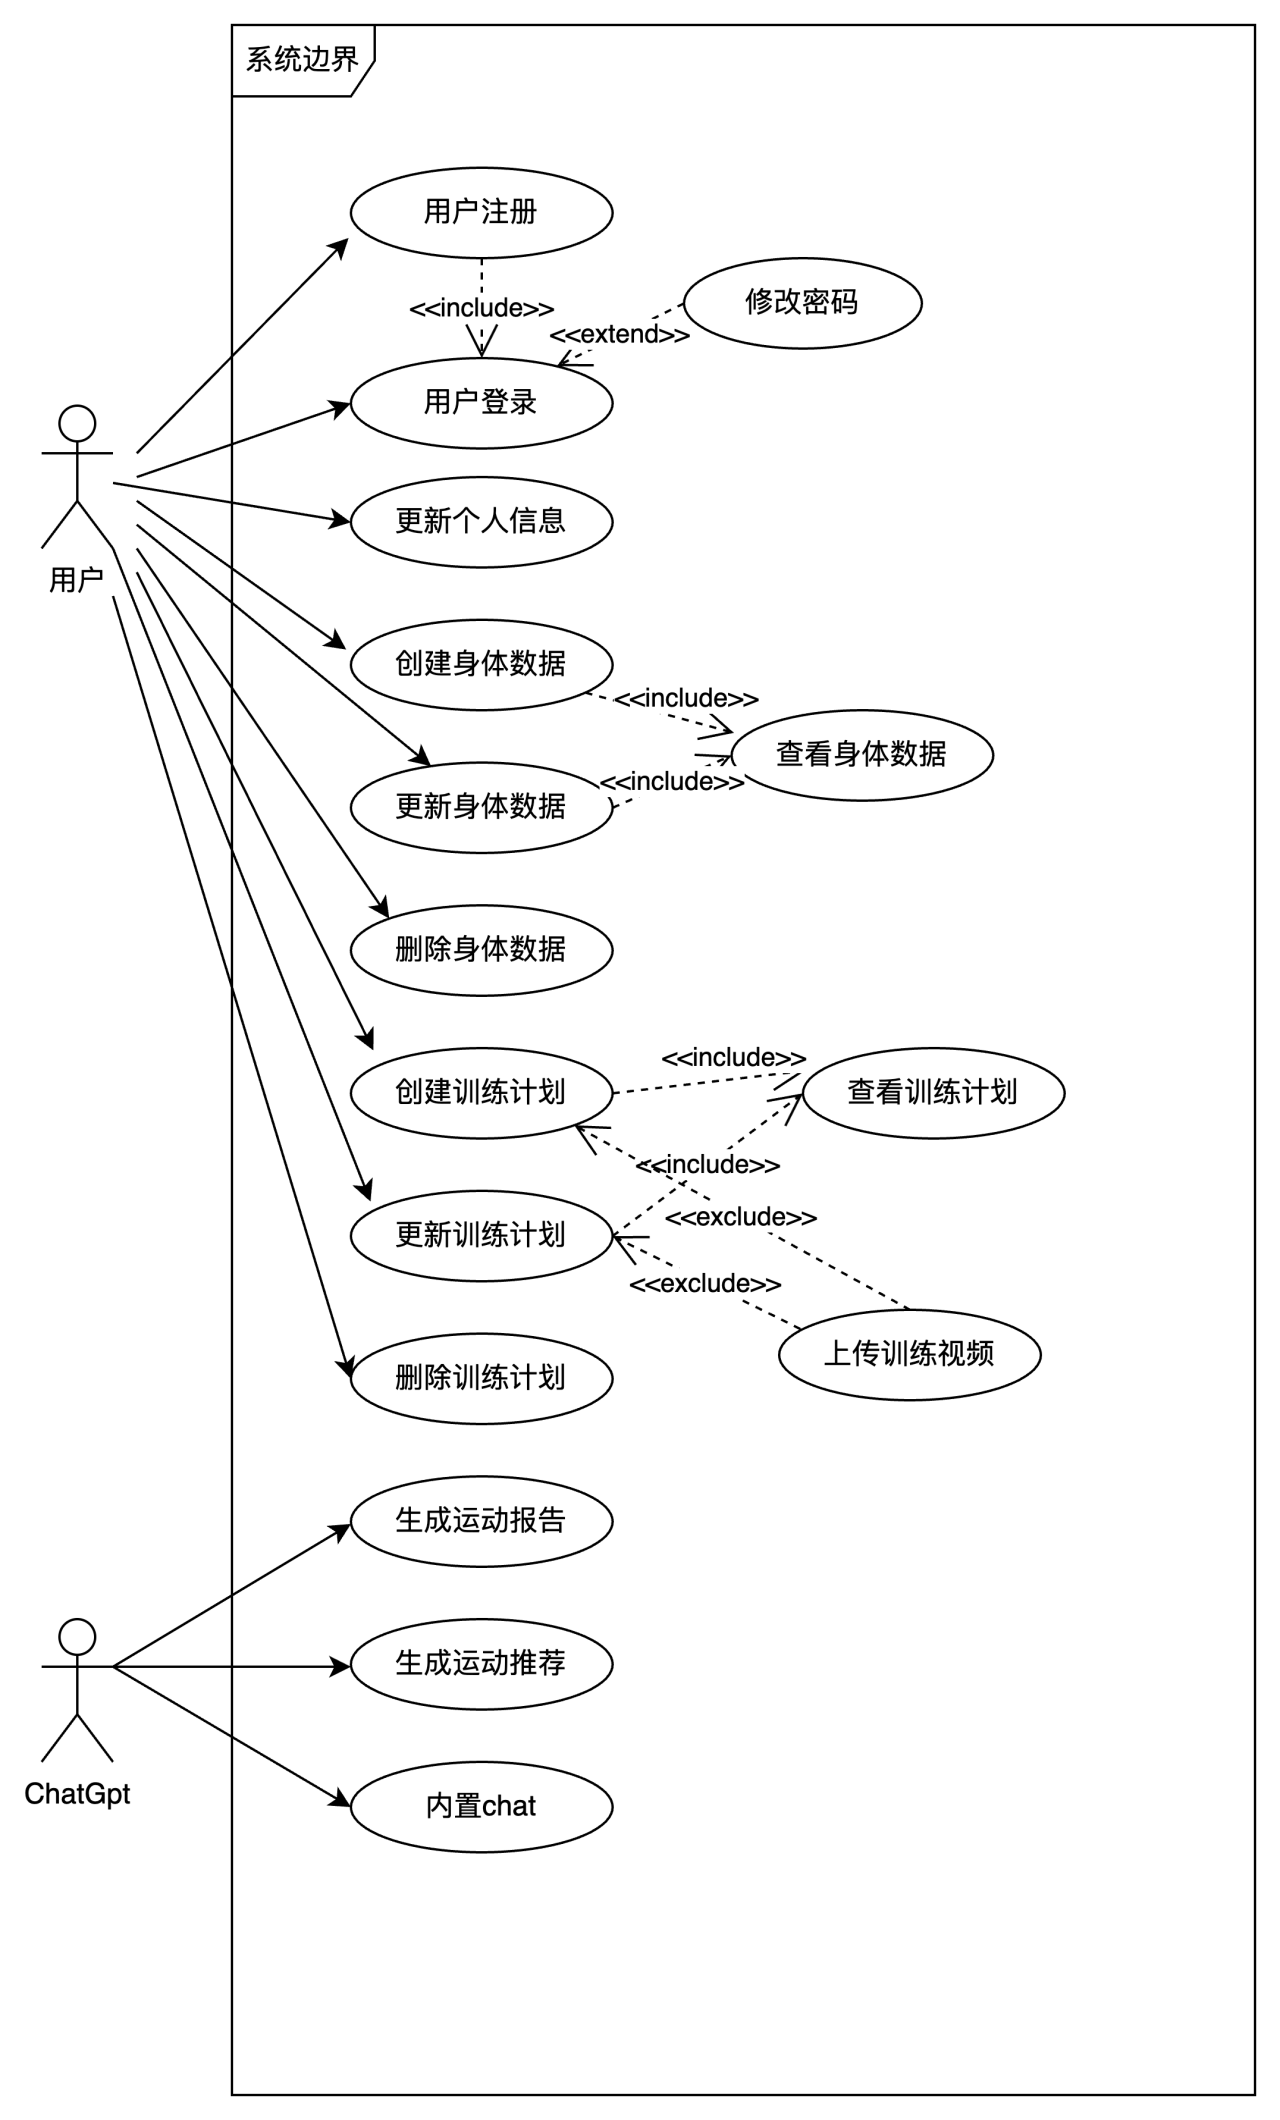 系统边界
用户注册
<<include>>
修改密码
<<extend>>
用户登录
更新个人信息
用户
创建身体数据
<<include>>
查看身体数据
<<include>>
更新身体数据
删除身体数据
<<include>>
创建训练计划
查看训练计划
<<include>>
<<exclude>>
更新训练计划
<<exclude>>
上传训练视频
删除训练计划
生成运动报告
生成运动推荐
ChatGpt
内置chat